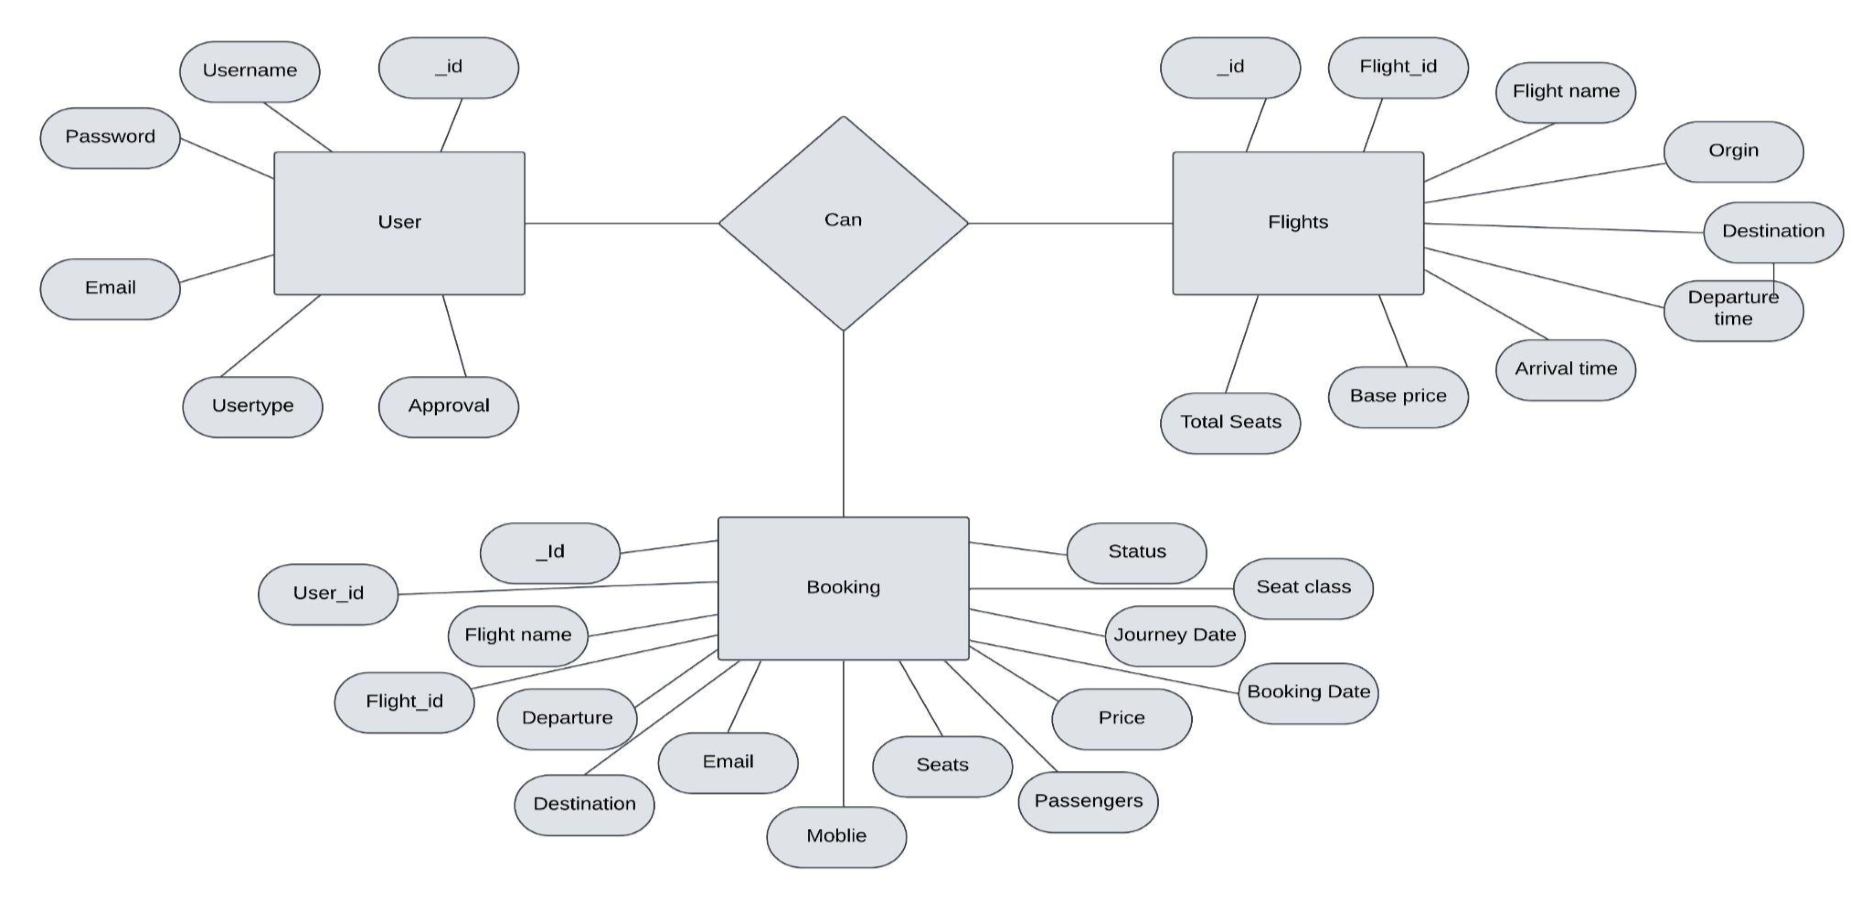 Username
_id
Password
User
Email
Usertype
Approval
Can
_id
Flight_id
Flight name
Orgin
Flights
Destination
Departure
time
Arrival time
Base price
Total Seats
_Id
Status
User_id
Booking
Seat class
Flight name
Journey Date
Flight_id
Booking Date
Departure
Price
Email
Seats
Destination
Passengers
Moblie